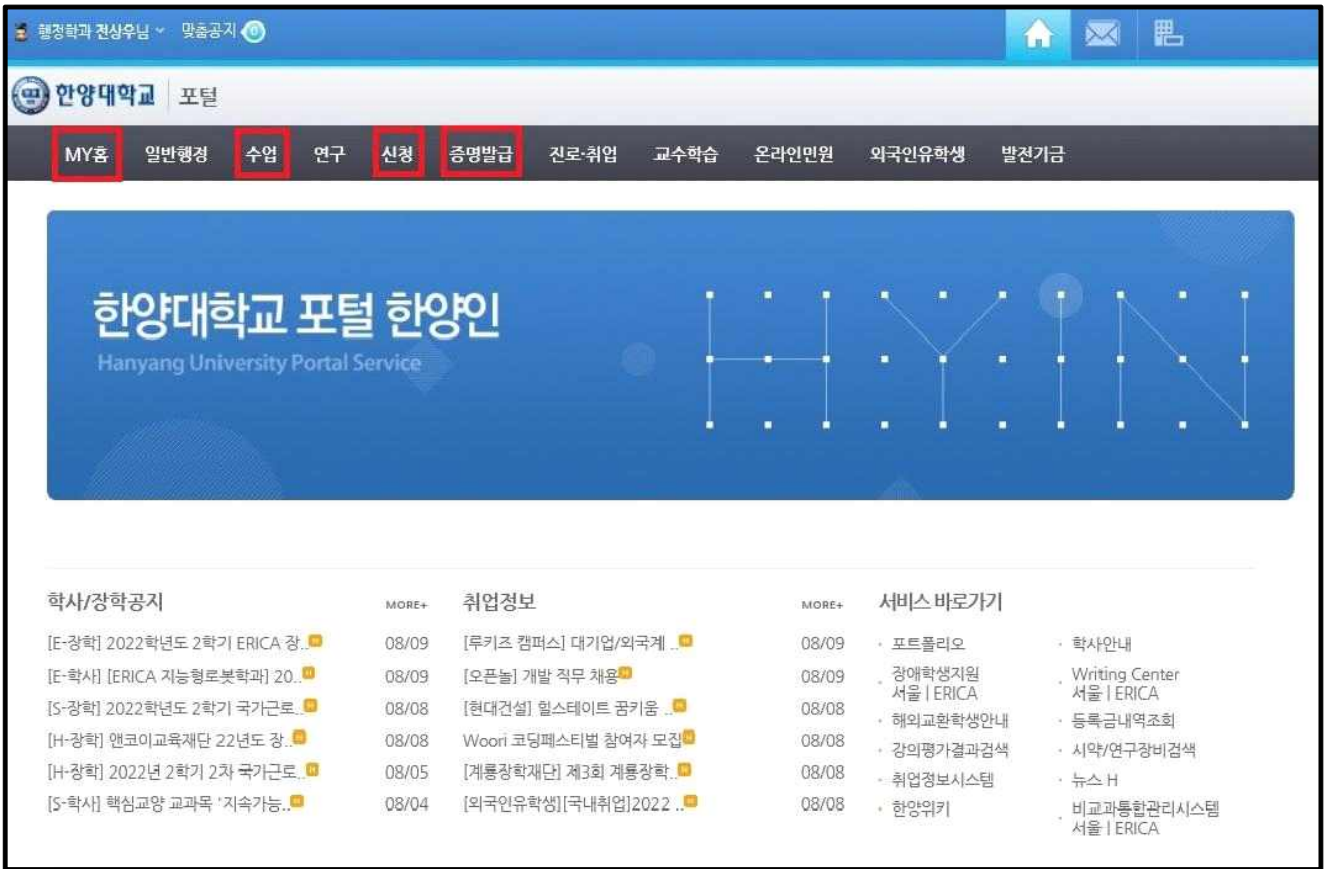 행정학과 전상우님 맞춤공지 0
한양대학교 포털
MY홈 일반행정 수업 연구 신청 증명발급 진로·취업 교수학습 온라인민원 외국인유학생 발전기금
한양대학교 포털 한양인
Hanyang University Portal Service
HYIN
학사/장학공지 MORE+
[E-장학] 2022학년도 2학기 ERICA 장.. N 08/09
[E-학사] [ERICA 지능형로봇학과] 20.. N 08/09
[S-장학] 2022학년도 2학기 국가근로.. N 08/08
[H-장학] 앤코이교육재단 22년도 장.. N 08/08
[H-장학] 2022년 2학기 2차 국가근로.. N 08/05
[S-학사] 핵심교양 교과목 '지속가능.. N 08/04
취업정보 MORE+
[루키즈 캠퍼스] 대기업/외국계 .. N 08/09
[오픈놀] 개발 직무 채용 N 08/09
[현대건설] 힐스테이트 꿈키움 .. N 08/08
Woori 코딩페스티벌 참여자 모집 N 08/08
[계룡장학재단] 제3회 계룡장학.. N 08/08
[외국인유학생][국내취업]2022 .. N 08/08
서비스 바로가기
· 포트폴리오
· 장애학생지원
서울 | ERICA
· 해외교환학생안내
· 강의평가결과검색
· 취업정보시스템
· 한양위키
· 학사안내
· Writing Center
서울 | ERICA
· 등록금내역조회
· 시약/연구장비검색
· 뉴스 H
· 비교과통합관리시스템
서울 | ERICA